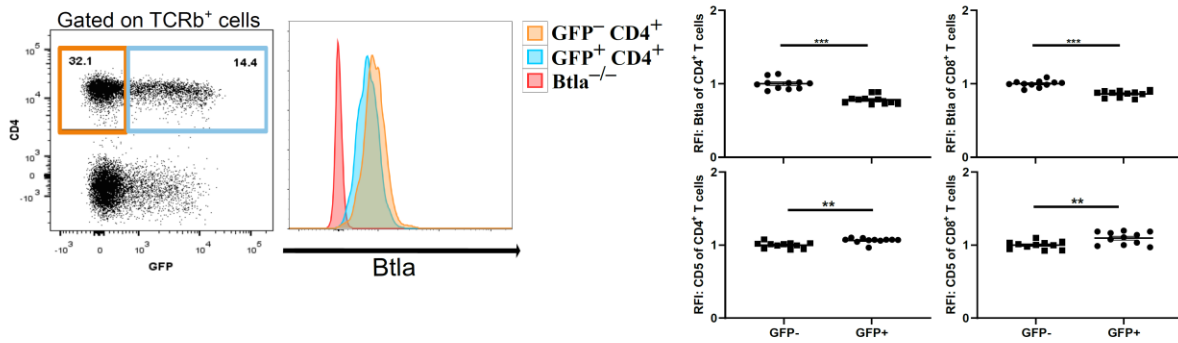 Gated on TCRb⁺ cells
32.1
14.4
10⁵
10⁴
10³
0
-10³
CD4
-10³
0
10³
10⁴
10⁵
GFP
GFP⁻ CD4⁺
GFP⁺ CD4⁺
Btla⁻/⁻
Btla
RFI: Btla of CD4⁺ T cells
2
1
0
***
RFI: Btla of CD8⁺ T cells
2
1
0
***
RFI: CD5 of CD4⁺ T cells
2
1
0
**
GFP-
GFP+
RFI: CD5 of CD8⁺ T cells
2
1
0
**
GFP-
GFP+